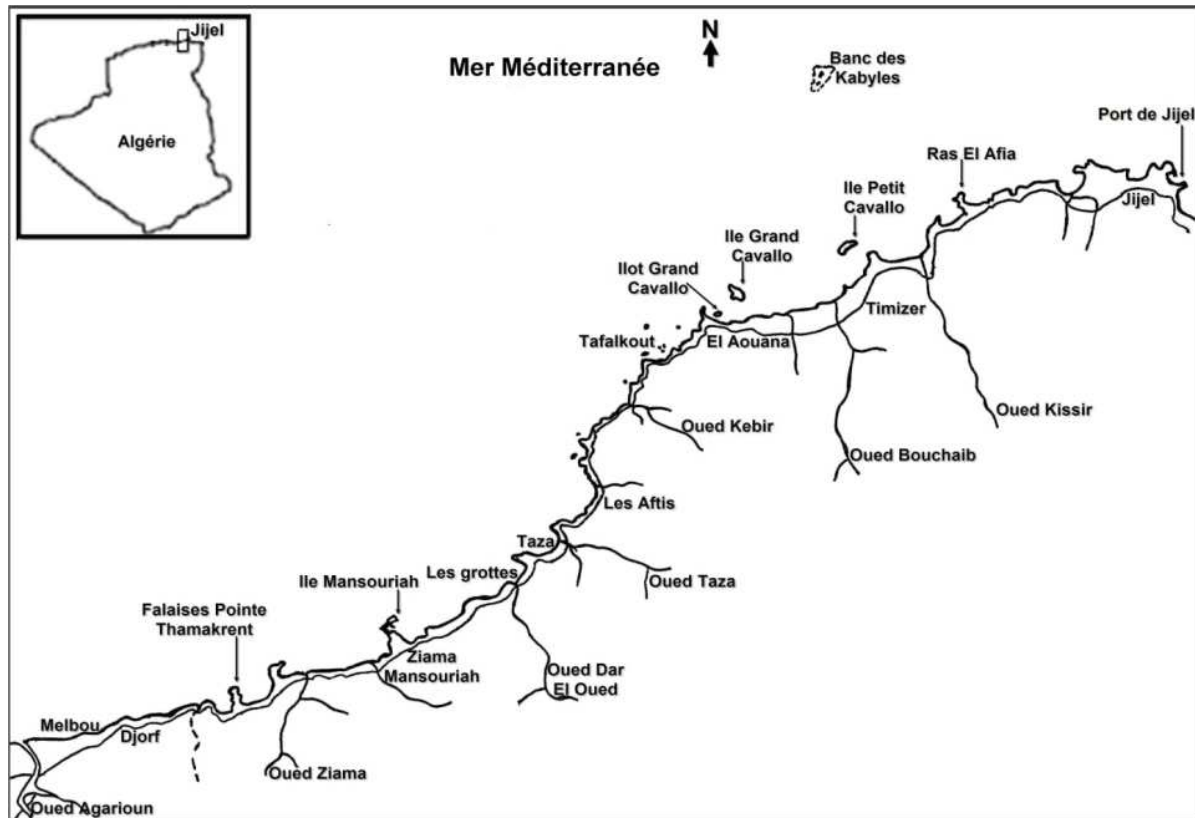 Jijel
Algérie
N
Mer Méditerranée
Banc des
Kabyles
Port de Jijel
Ras El Afia
Ile Petit
Cavallo
Jijel
Ile Grand
Cavallo
Ilot Grand
Cavallo
Timizer
Tafalkout
El Aouana
Oued Kissir
Oued Kebir
Oued Bouchaib
Les Aftis
Taza
Les grottes
Oued Taza
Ile Mansouriah
Falaises Pointe
Thamakrent
Ziama
Mansouriah
Oued Dar
El Oued
Melbou
Djorf
Oued Ziama
Oued Agarioun